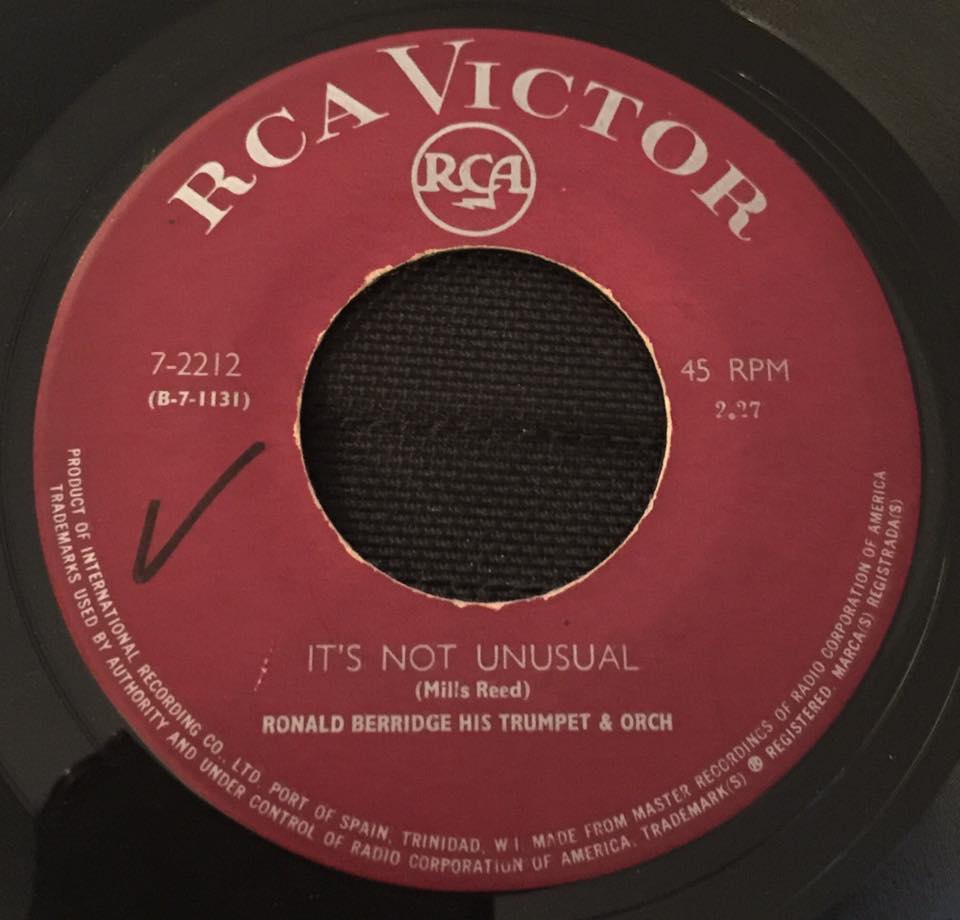 RCA VICTOR
RCA
7-2212
(B-7-1131)
45 RPM
2.27
IT'S NOT UNUSUAL
(Mills Reed)
RONALD BERRIDGE HIS TRUMPET & ORCH
PRODUCT OF INTERNATIONAL RECORDING CO., LTD. PORT OF SPAIN, TRINIDAD, W I. MADE FROM MASTER RECORDINGS OF RADIO CORPORATION OF AMERICA
TRADEMARKS USED BY AUTHORITY AND UNDER CONTROL OF RADIO CORPORATION OF AMERICA. TRADEMARK(S) ® REGISTERED. MARCA(S) REGISTRADA(S)